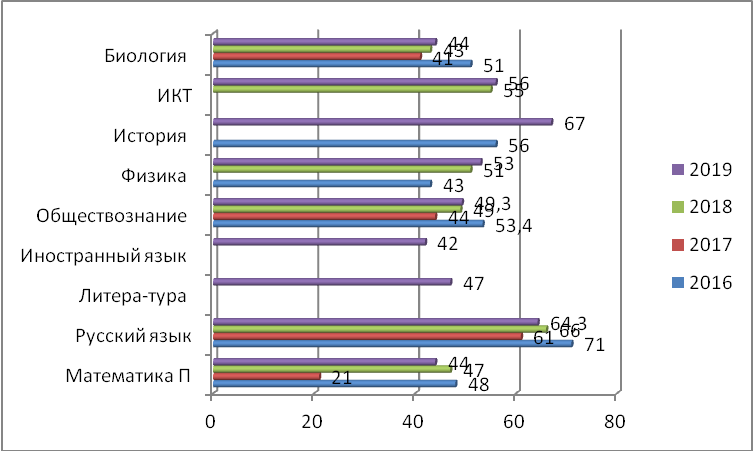 Биология
44
43
41
51
ИКТ
56
55
История
67
56
Физика
53
51
43
Обществознание
49,3
49
44
53,4
Иностранный язык
42
Литера-тура
47
Русский язык
64,3
66
61
71
Математика П
44
47
21
48
0 20 40 60 80
2019
2018
2017
2016